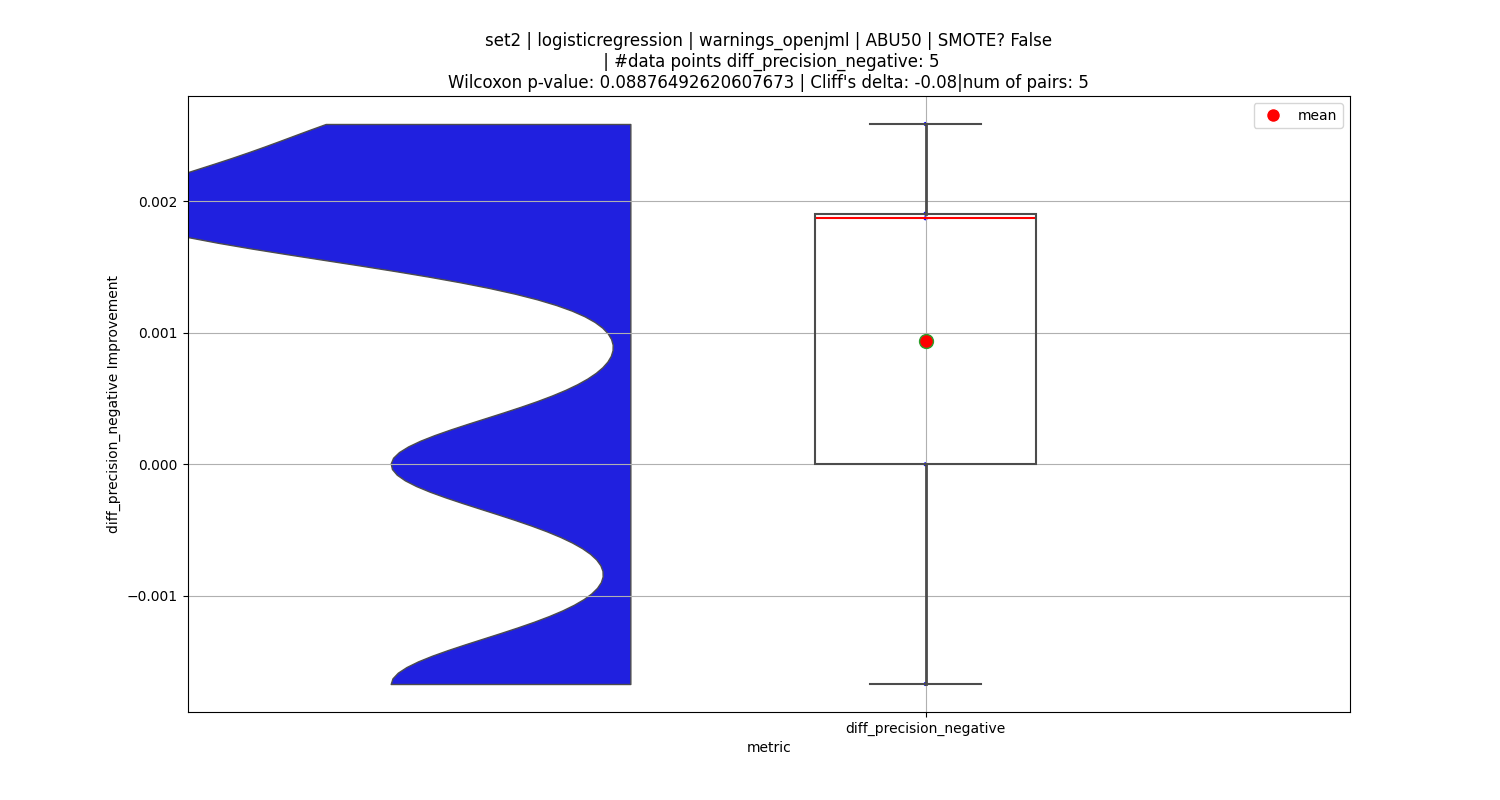 set2 | logisticregression | warnings_openjml | ABU50 | SMOTE? False
| #data points diff_precision_negative: 5
Wilcoxon p-value: 0.08876492620607673 | Cliff's delta: -0.08|num of pairs: 5
mean
0.002
0.001
0.000
−0.001
diff_precision_negative Improvement
diff_precision_negative
metric